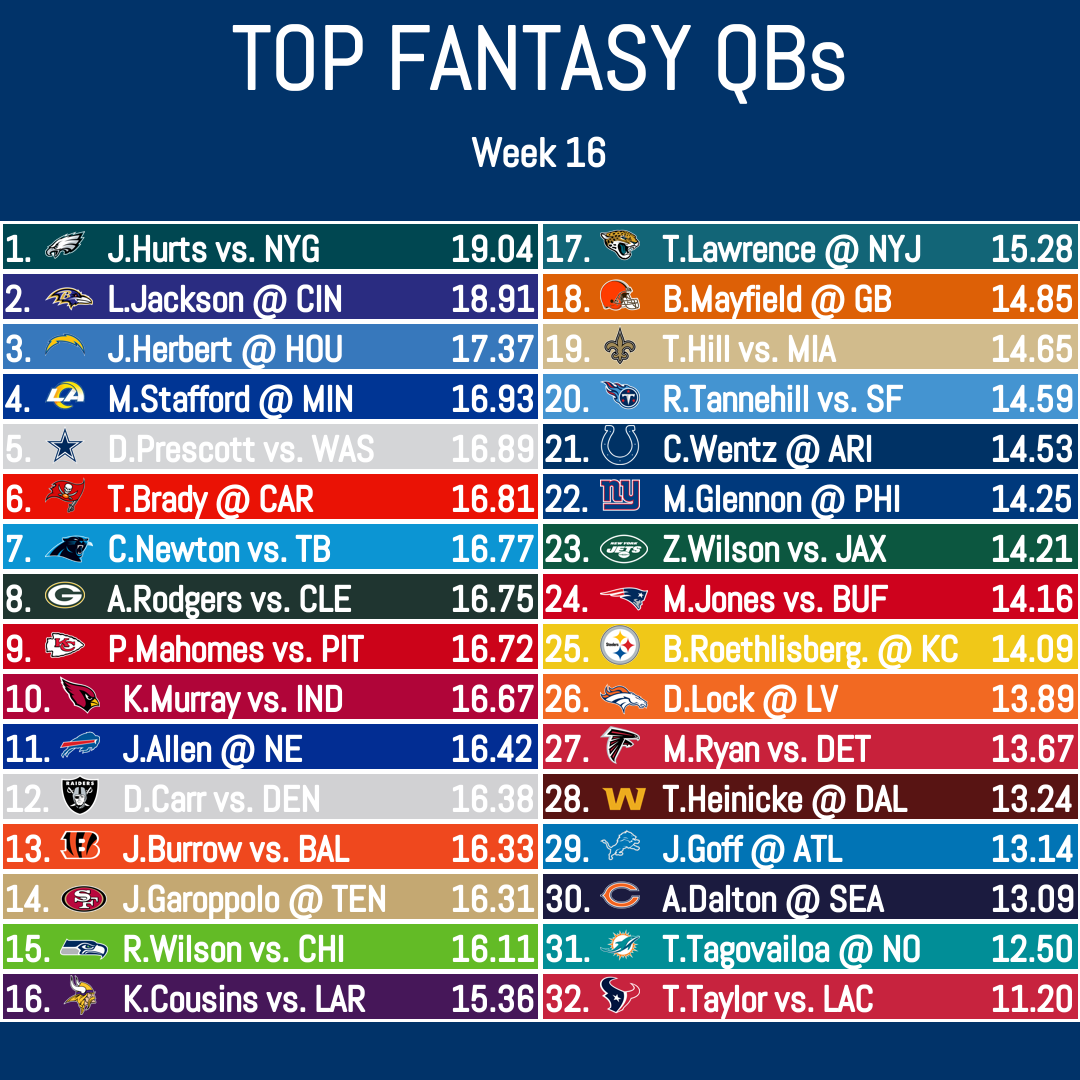 TOP FANTASY QBs
Week 16
1. J.Hurts vs. NYG 19.04
2. L.Jackson @ CIN 18.91
3. J.Herbert @ HOU 17.37
4. M.Stafford @ MIN 16.93
5. D.Prescott vs. WAS 16.89
6. T.Brady @ CAR 16.81
7. C.Newton vs. TB 16.77
8. A.Rodgers vs. CLE 16.75
9. P.Mahomes vs. PIT 16.72
10. K.Murray vs. IND 16.67
11. J.Allen @ NE 16.42
12. RAIDERS D.Carr vs. DEN 16.38
13. J.Burrow vs. BAL 16.33
14. SF J.Garoppolo @ TEN 16.31
15. R.Wilson vs. CHI 16.11
16. K.Cousins vs. LAR 15.36
17. T.Lawrence @ NYJ 15.28
18. B.Mayfield @ GB 14.85
19. T.Hill vs. MIA 14.65
20. R.Tannehill vs. SF 14.59
21. C.Wentz @ ARI 14.53
22. ny M.Glennon @ PHI 14.25
23. NEW YORK JETS Z.Wilson vs. JAX 14.21
24. M.Jones vs. BUF 14.16
25. Steelers B.Roethlisberg. @ KC 14.09
26. D.Lock @ LV 13.89
27. M.Ryan vs. DET 13.67
28. W T.Heinicke @ DAL 13.24
29. J.Goff @ ATL 13.14
30. C A.Dalton @ SEA 13.09
31. T.Tagovailoa @ NO 12.50
32. T.Taylor vs. LAC 11.20